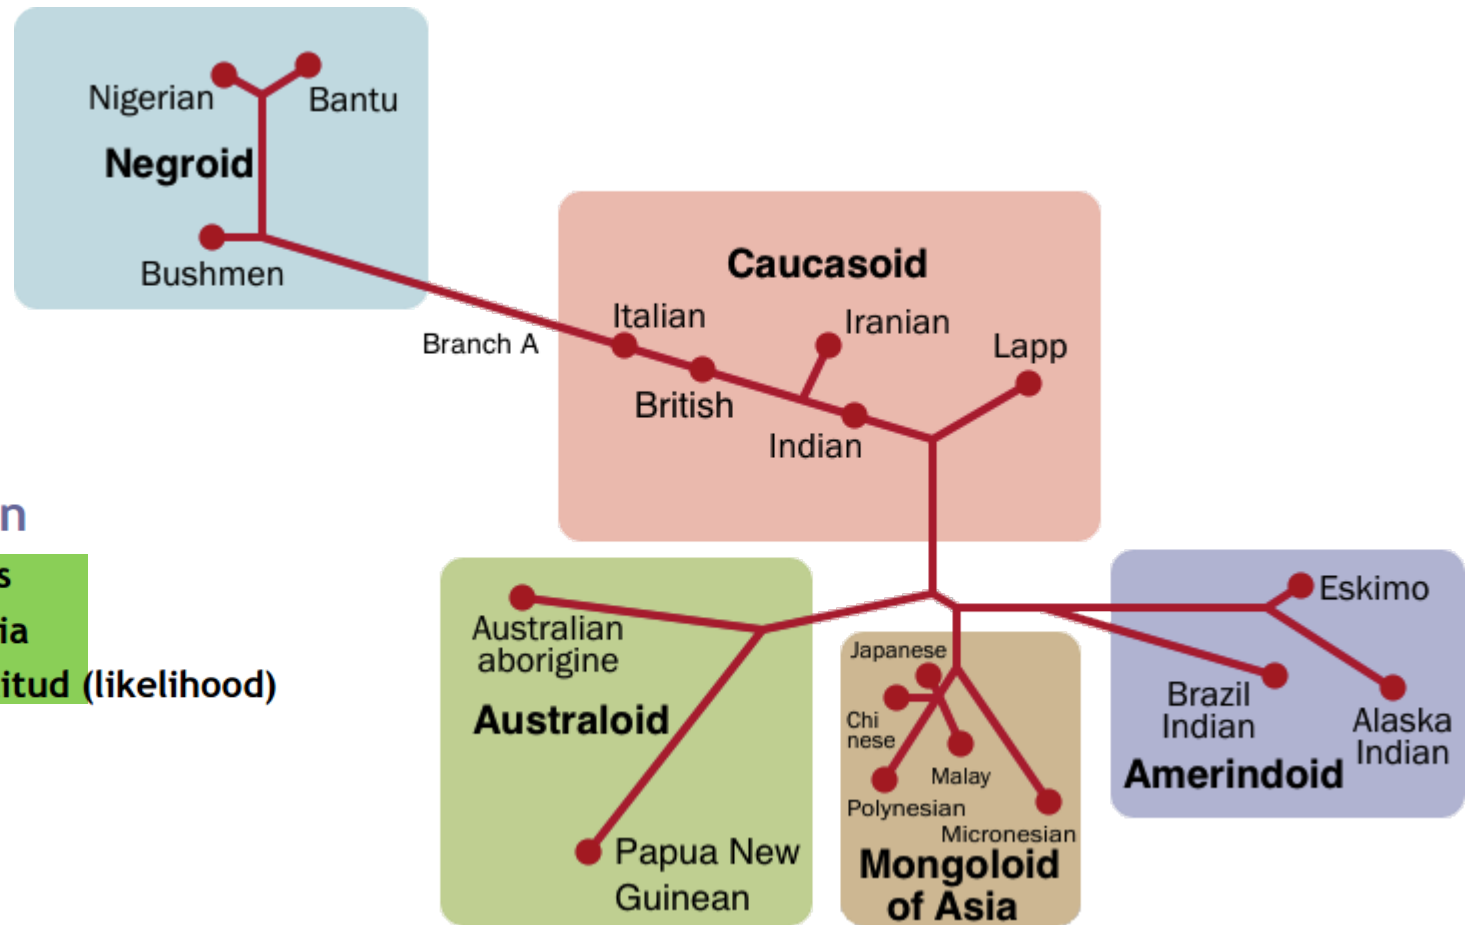 Nigerian
Bantu
Negroid
Bushmen
Branch A
Caucasoid
Italian
Iranian
Lapp
British
Indian
n
s
ia
itud (likelihood)
Australian
aborigine
Australoid
Papua New
Guinean
Japanese
Chi
nese
Malay
Polynesian
Micronesian
Mongoloid
of Asia
Eskimo
Brazil
Indian
Alaska
Indian
Amerindoid